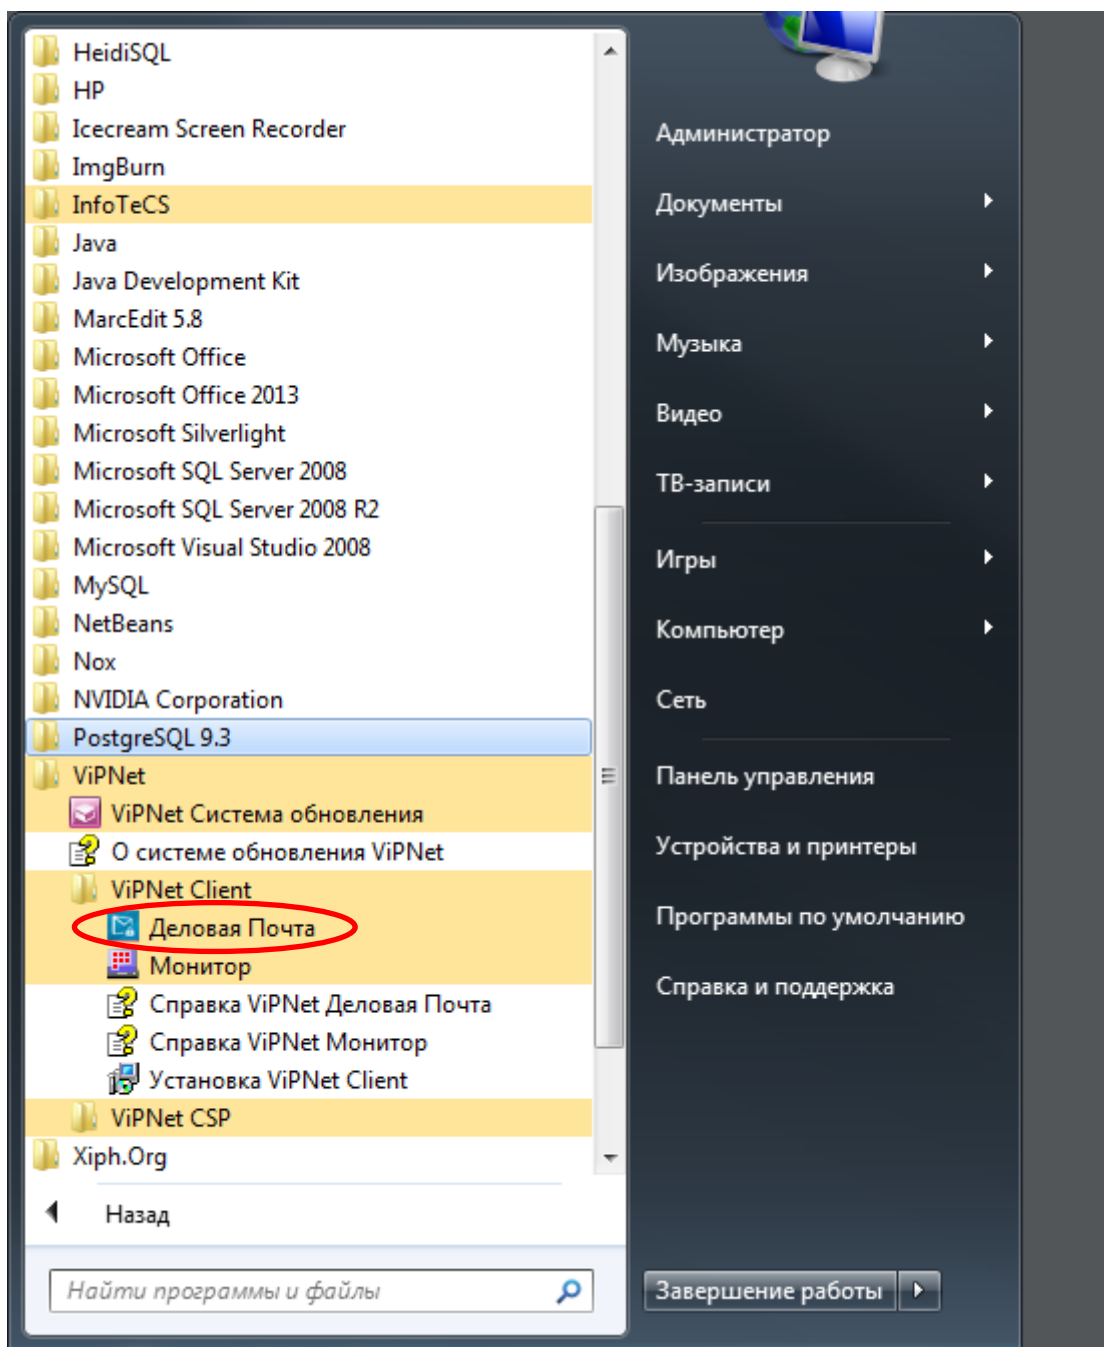 HeidiSQL
HP
Icecream Screen Recorder
ImgBurn
InfoTeCS
Java
Java Development Kit
MarcEdit 5.8
Microsoft Office
Microsoft Office 2013
Microsoft Silverlight
Microsoft SQL Server 2008
Microsoft SQL Server 2008 R2
Microsoft Visual Studio 2008
MySQL
NetBeans
Nox
NVIDIA Corporation
PostgreSQL 9.3
ViPNet
ViPNet Система обновления
О системе обновления ViPNet
ViPNet Client
Деловая Почта
Монитор
Справка ViPNet Деловая Почта
Справка ViPNet Монитор
Установка ViPNet Client
ViPNet CSP
Xiph.Org
Назад
Найти программы и файлы
Администратор
Документы
Изображения
Музыка
Видео
ТВ-записи
Игры
Компьютер
Сеть
Панель управления
Устройства и принтеры
Программы по умолчанию
Справка и поддержка
Завершение работы